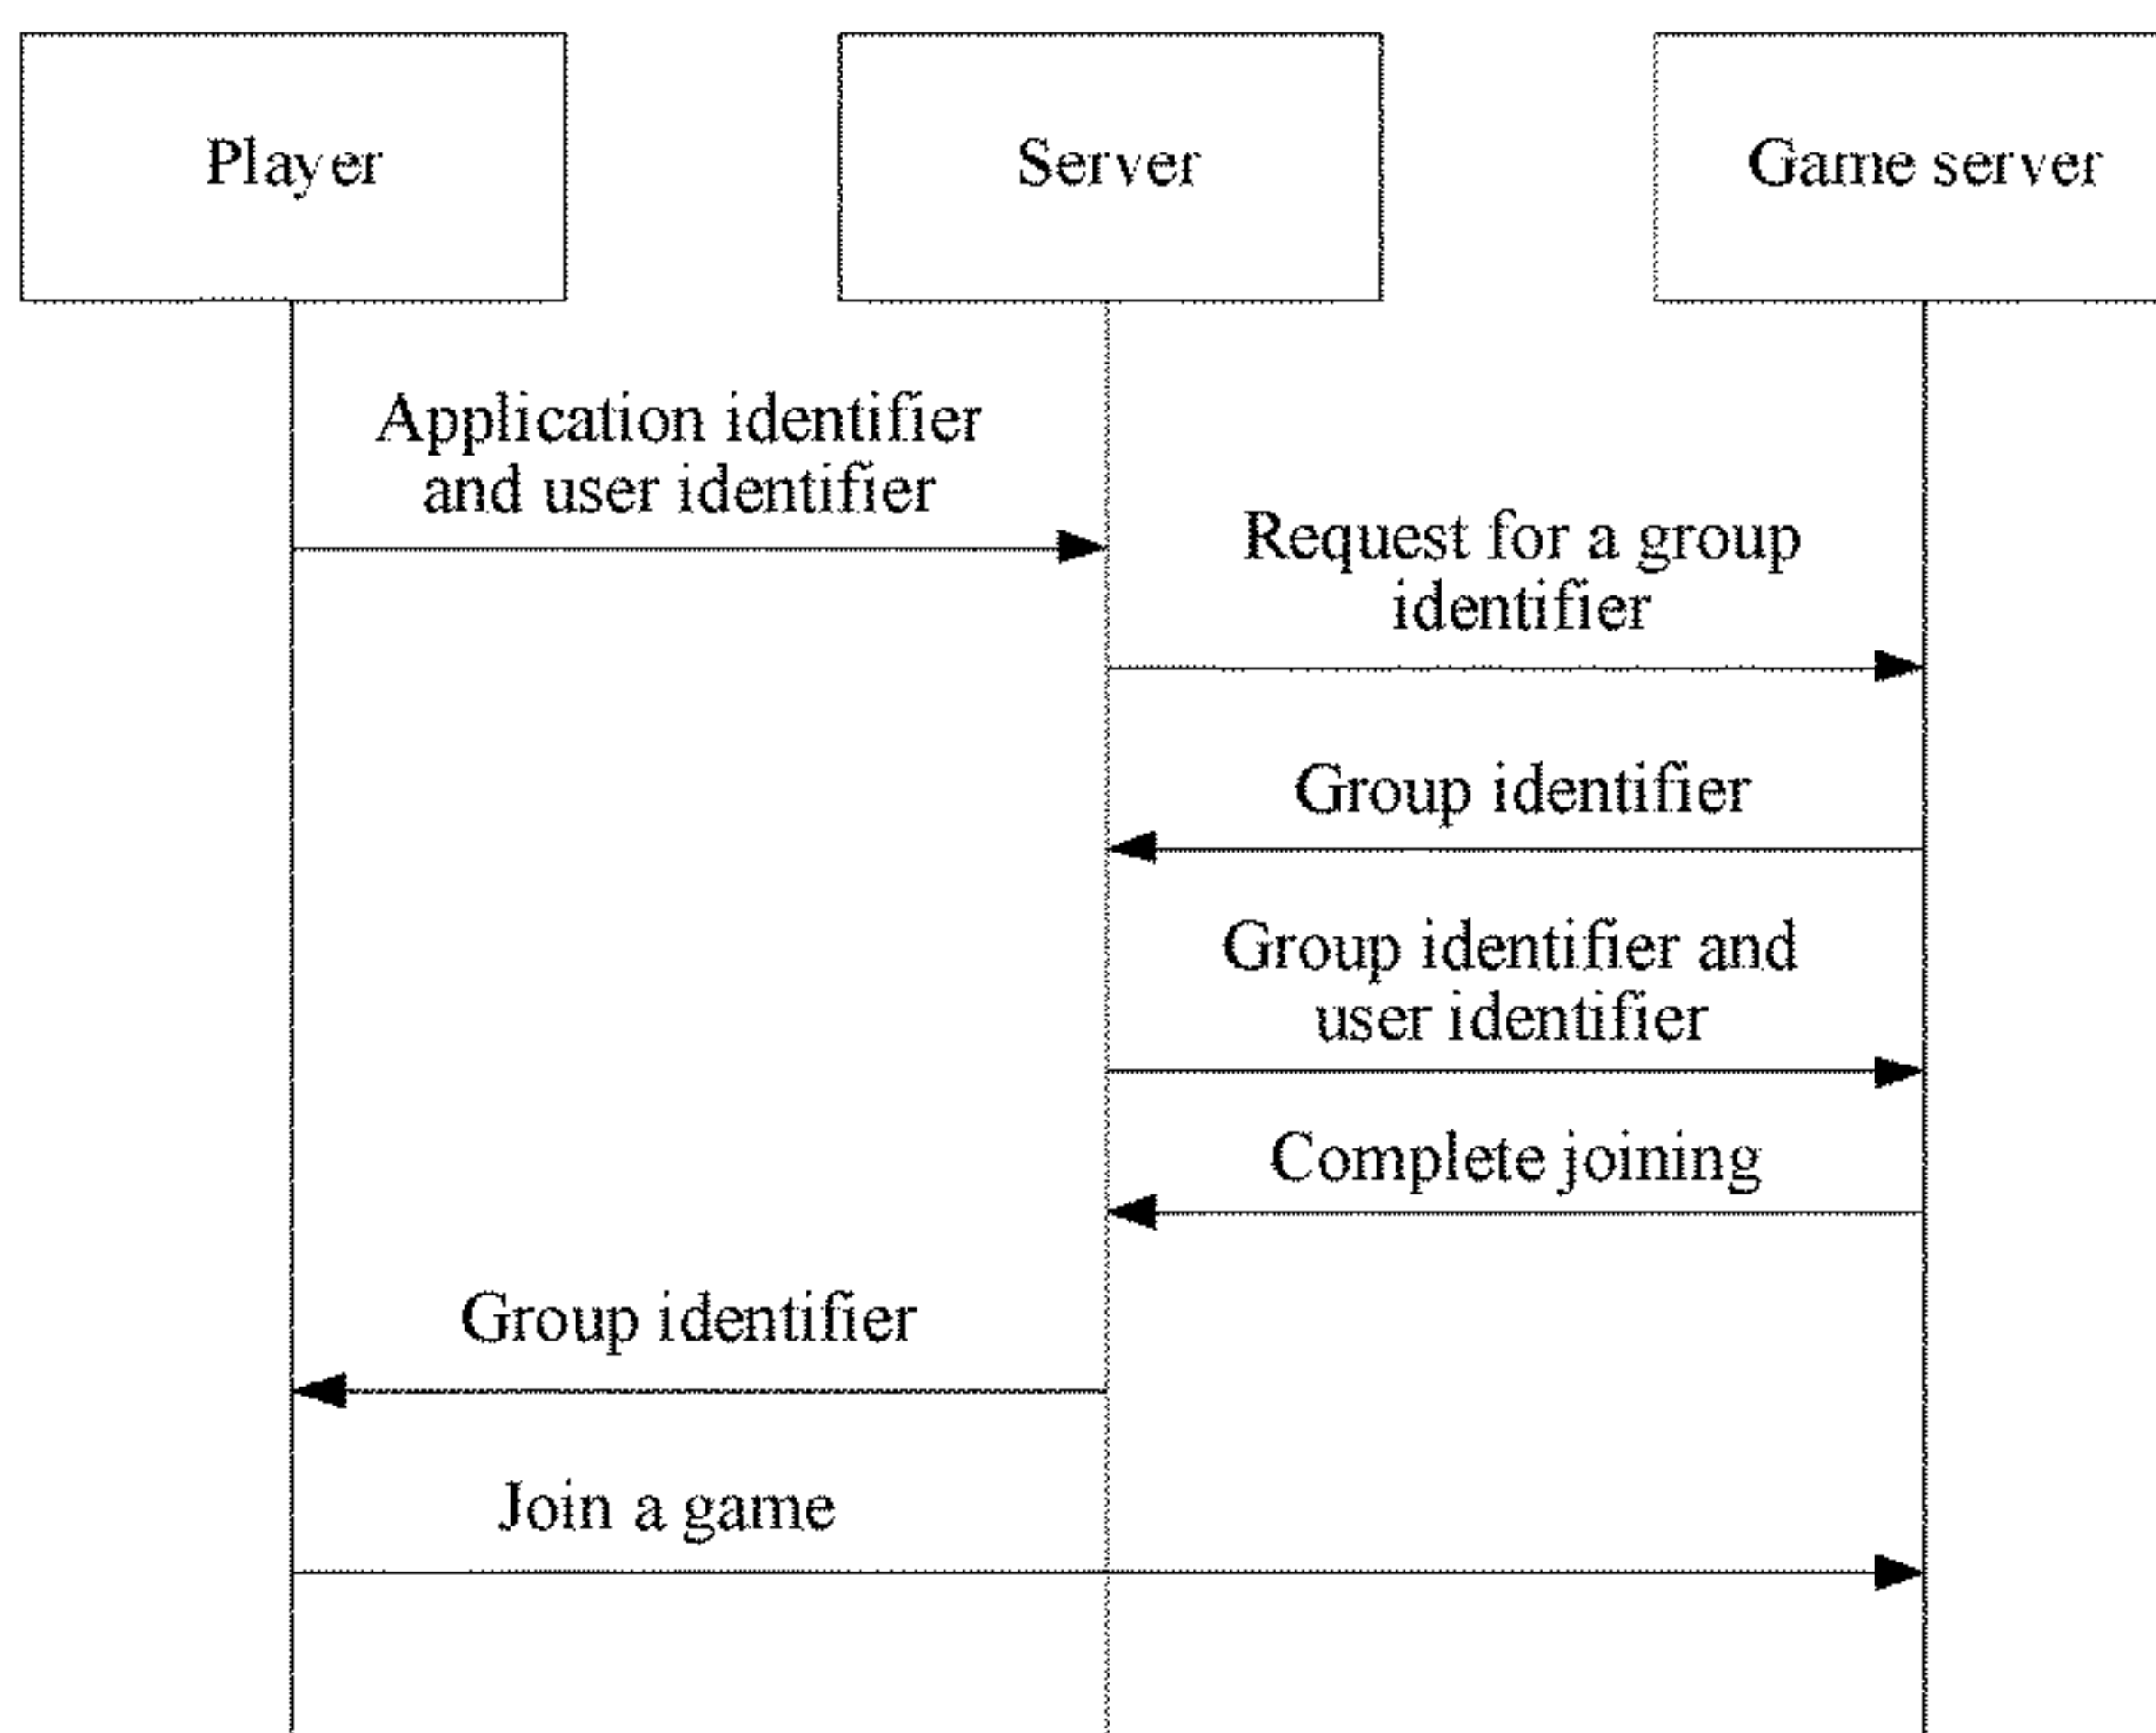 Player
Server
Game server
Application identifier
and user identifier
Request for a group
identifier
Group identifier
Group identifier and
user identifier
Complete joining
Group identifier
Join a game